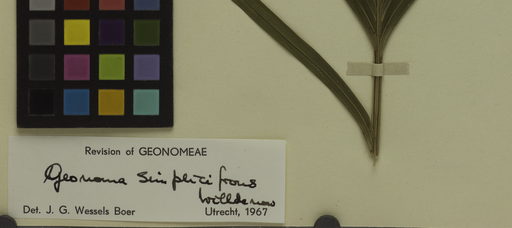 Revision of GEONOMEAE
Geonoma simplicifrons
Willdenow
Det. J. G. Wessels Boer Utrecht, 1967